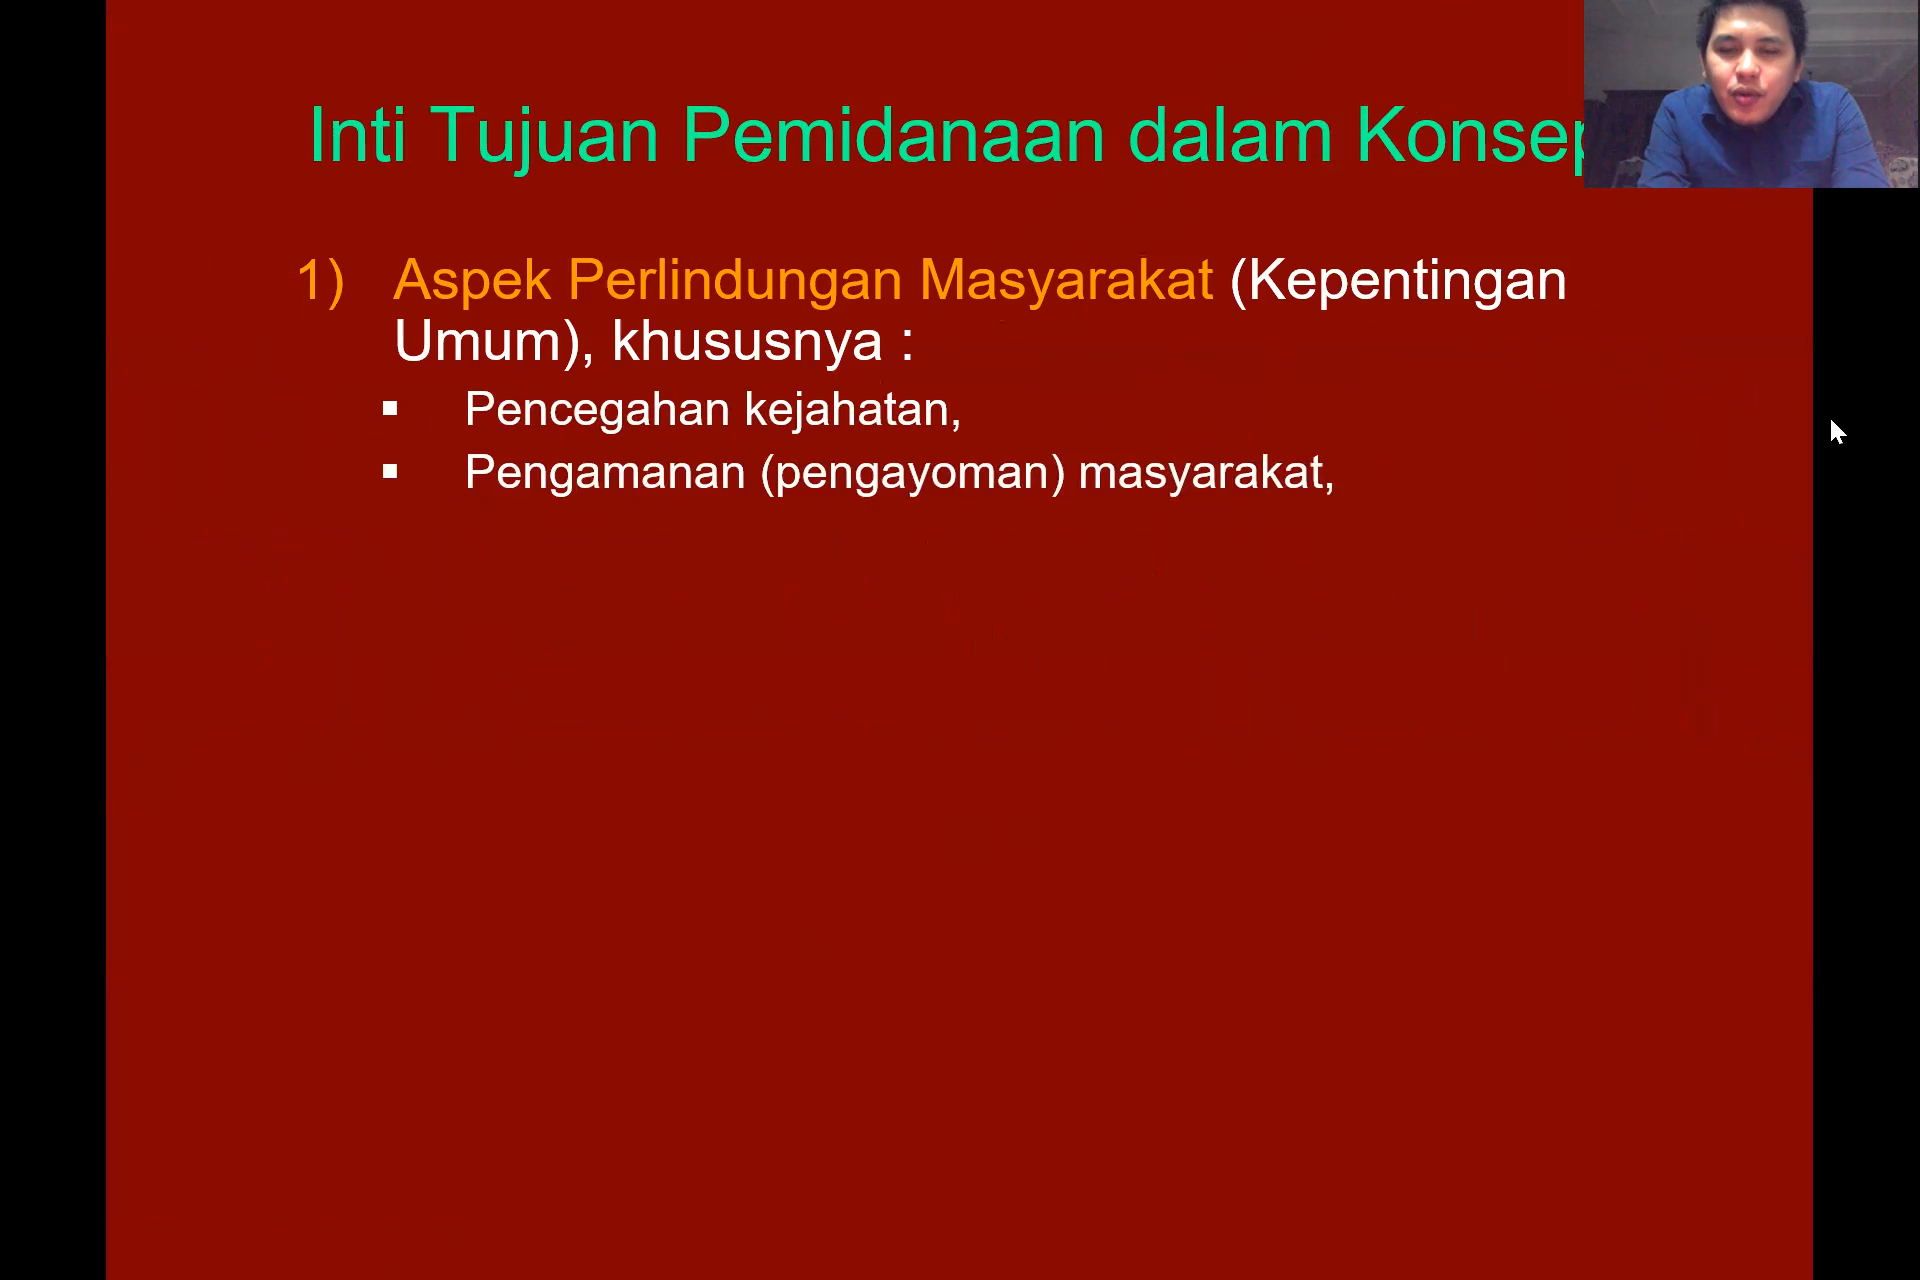 Inti Tujuan Pemidanaan dalam Konsep
1) Aspek Perlindungan Masyarakat (Kepentingan
Umum), khususnya :
▪ Pencegahan kejahatan,
▪ Pengamanan (pengayoman) masyarakat,